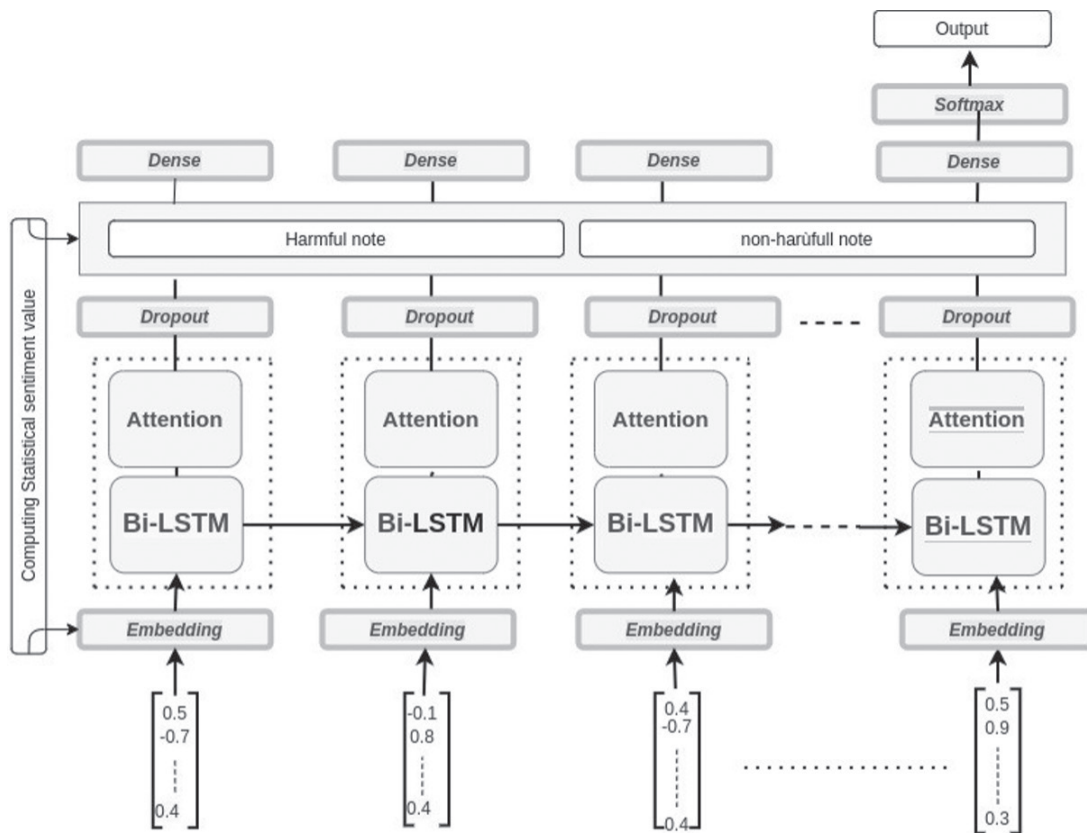 Output
Softmax
Dense
Dense
Dense
Dense
Harmful note
non-harùfull note
Computing Statistical sentiment value
Dropout
Dropout
Dropout
Dropout
Attention
Attention
Attention
Attention
Bi-LSTM
Bi-LSTM
Bi-LSTM
Bi-LSTM
Embedding
Embedding
Embedding
Embedding
0.5
-0.7
0.4
-0.1
0.8
0.4
0.4
-0.7
0.4
0.5
0.9
0.3